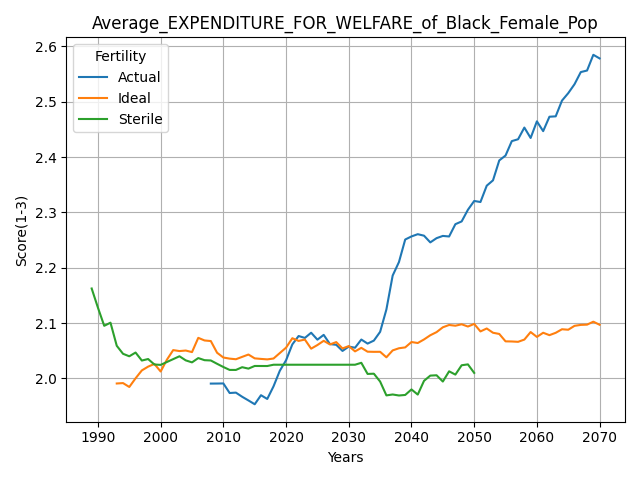 Average_EXPENDITURE_FOR_WELFARE_of_Black_Female_Pop
Fertility
Actual
Ideal
Sterile
Score(1-3)
2.6
2.5
2.4
2.3
2.2
2.1
2.0
1990 2000 2010 2020 2030 2040 2050 2060 2070
Years